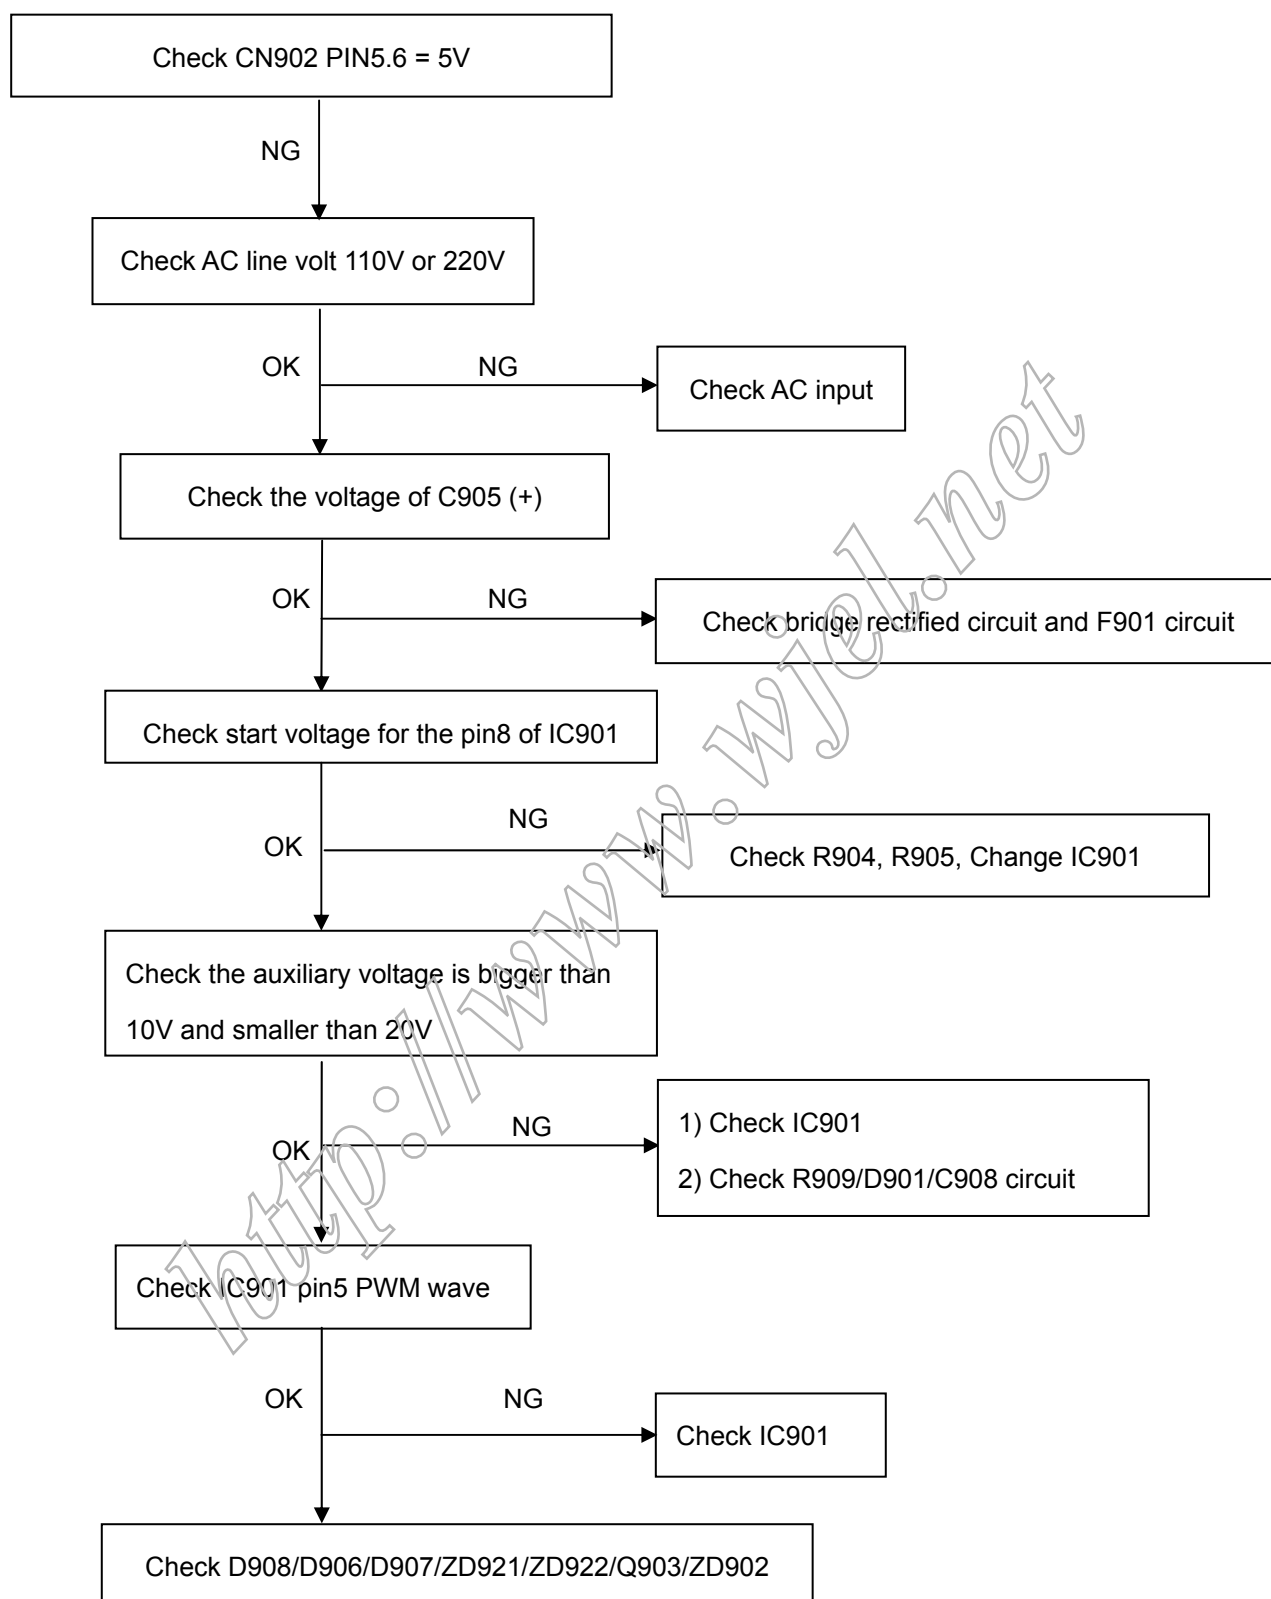 Check CN902 PIN5.6 = 5V
NG
Check AC line volt 110V or 220V
OK
NG
Check AC input
Check the voltage of C905 (+)
OK
NG
Check bridge rectified circuit and F901 circuit
Check start voltage for the pin8 of IC901
NG
OK
Check R904, R905, Change IC901
Check the auxiliary voltage is bigger than
10V and smaller than 20V
1) Check IC901
NG
OK
2) Check R909/D901/C908 circuit
Check IC901 pin5 PWM wave
OK
NG
Check IC901
Check D908/D906/D907/ZD921/ZD922/Q903/ZD902
http://www.wjel.net